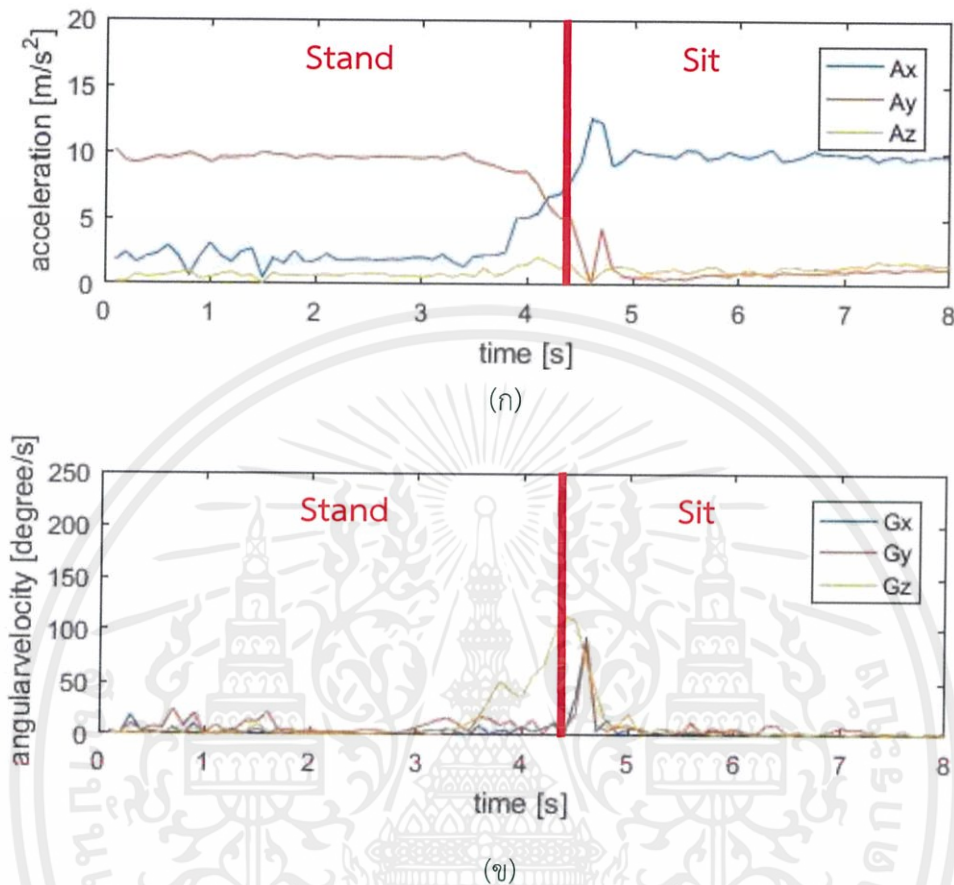 Stand
Sit
Ax
Ay
Az
acceleration [m/s²]
20
15
10
5
0
0 1 2 3 4 5 6 7 8
time [s]
(ก)
Stand
Sit
Gx
Gy
Gz
angularvelocity [degree/s]
250
200
150
100
50
0
0 1 2 3 4 5 6 7 8
time [s]
(ข)